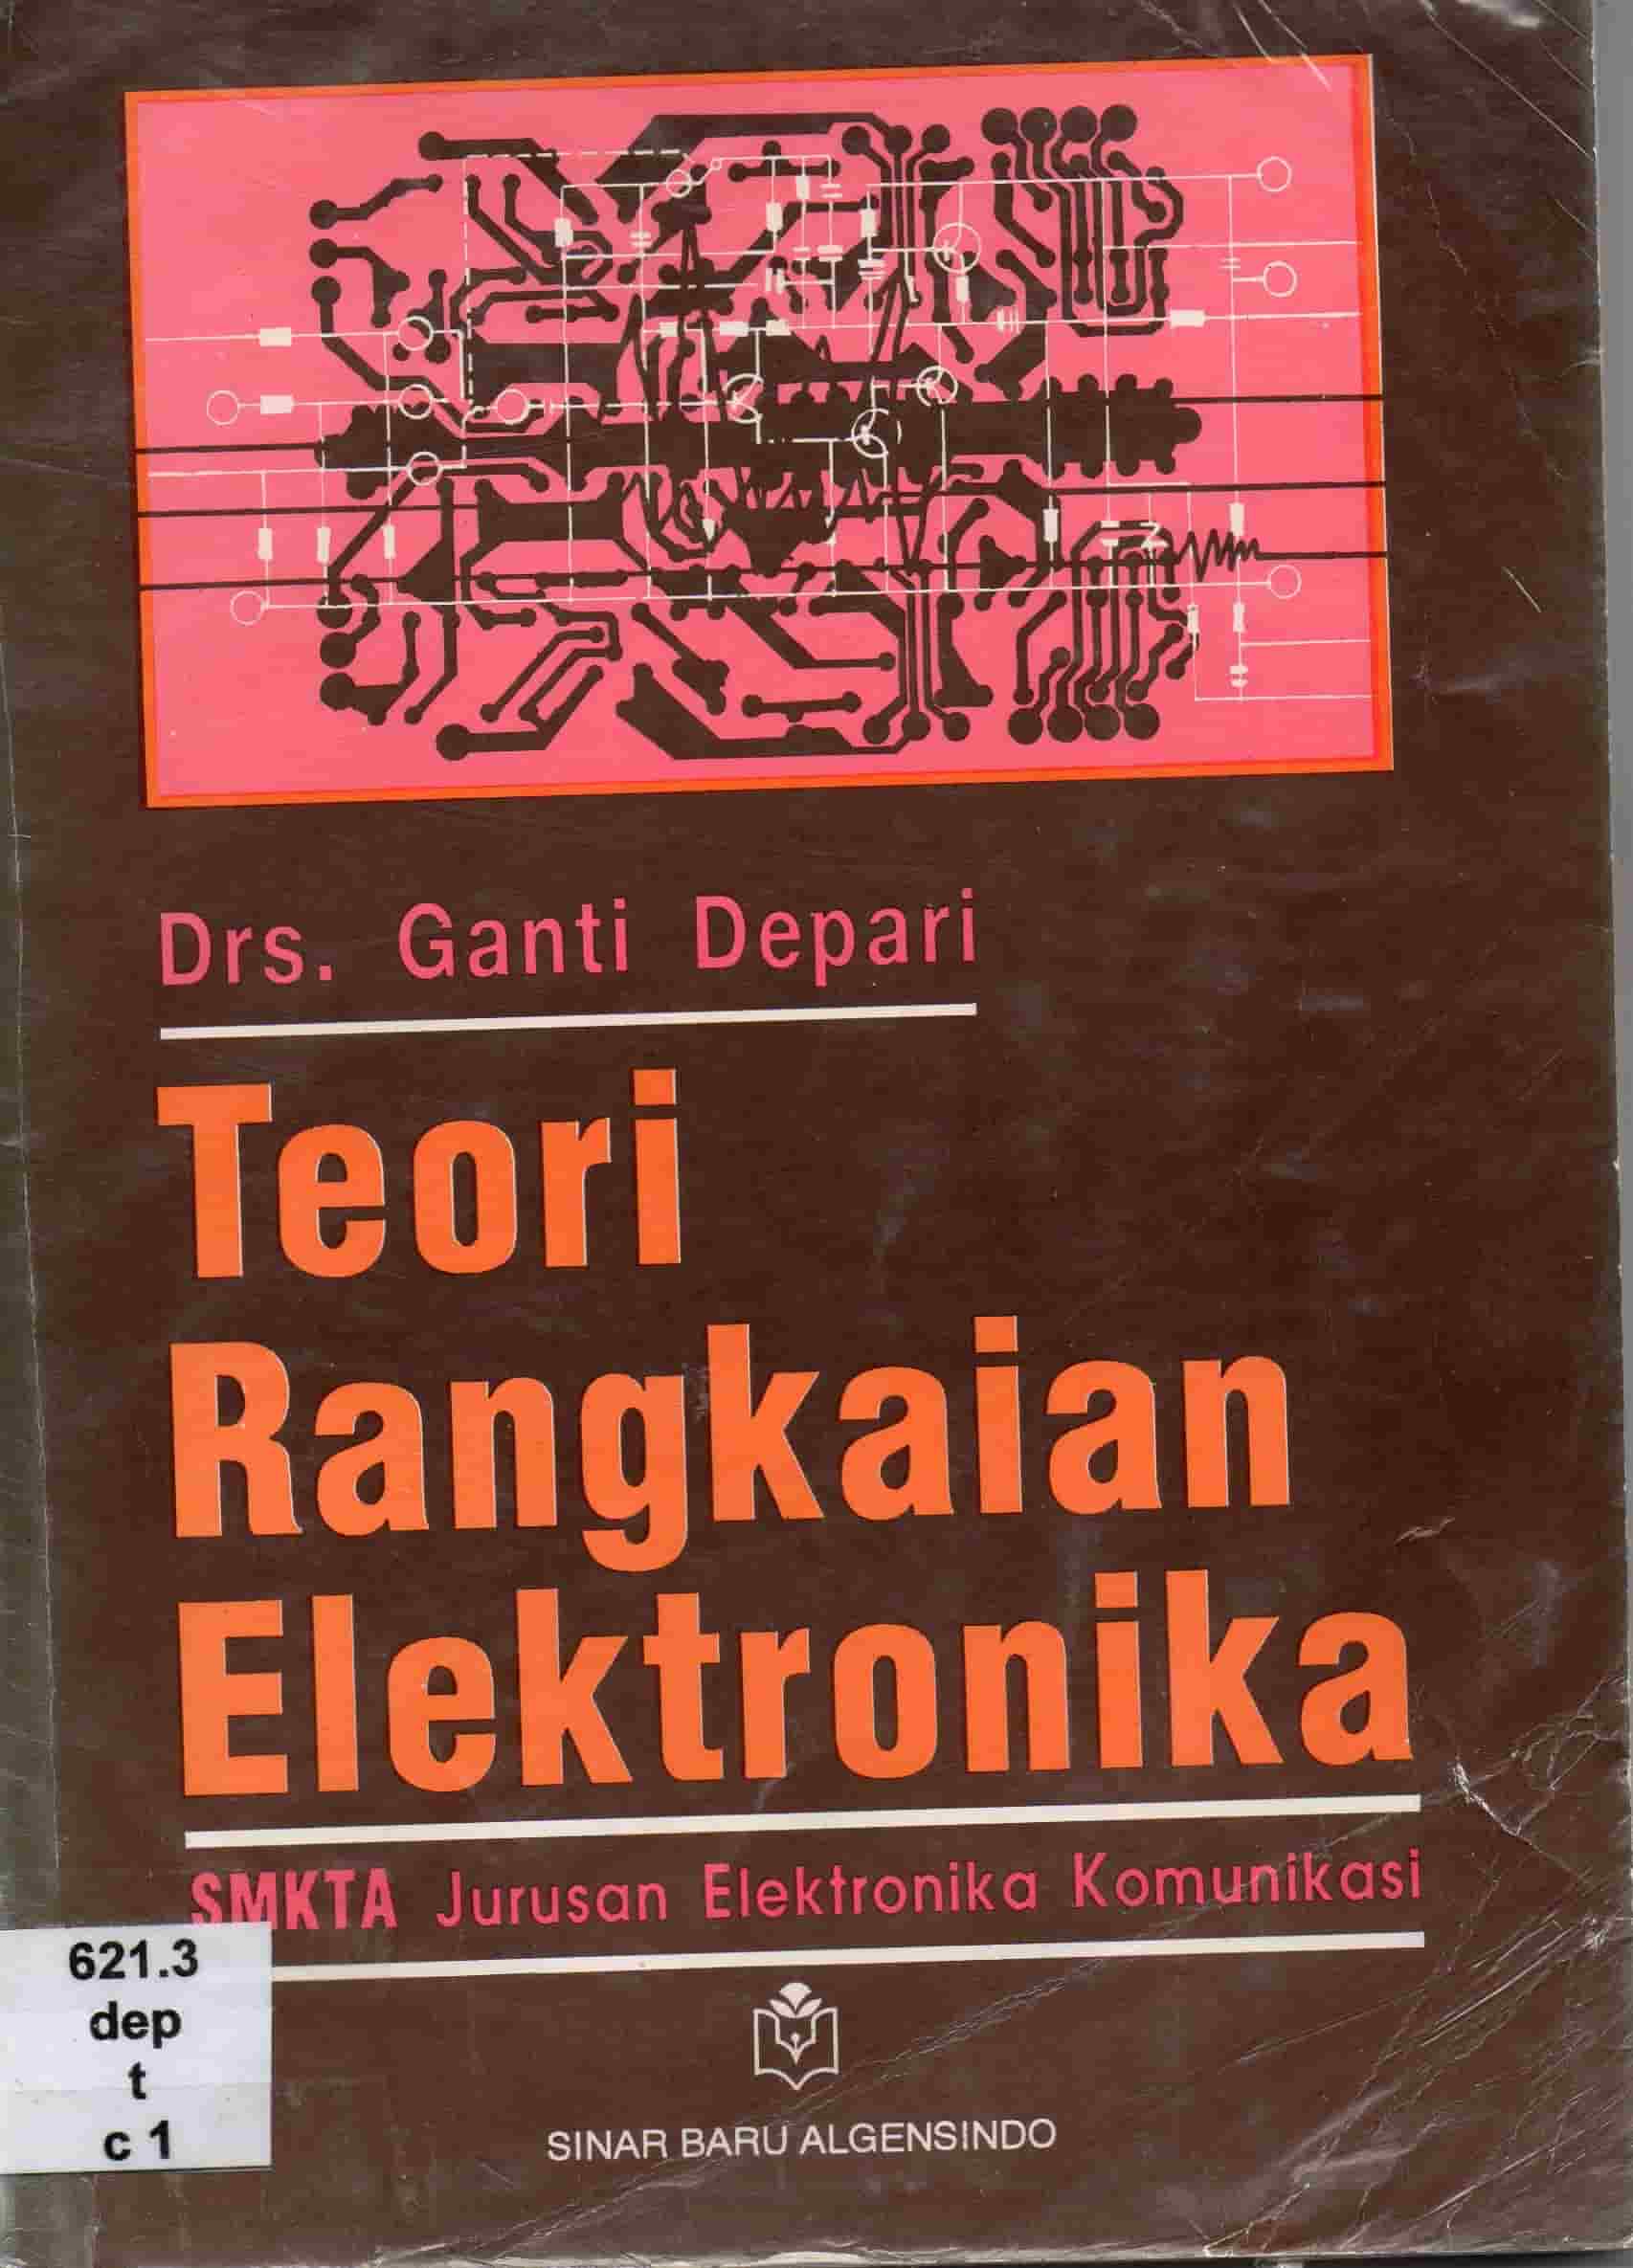 Drs. Ganti Depari
Teori
Rangkaian
Elektronika
SMKTA Jurusan Elektronika Komunikasi
621.3
dep
t
c 1
SINAR BARU ALGENSINDO